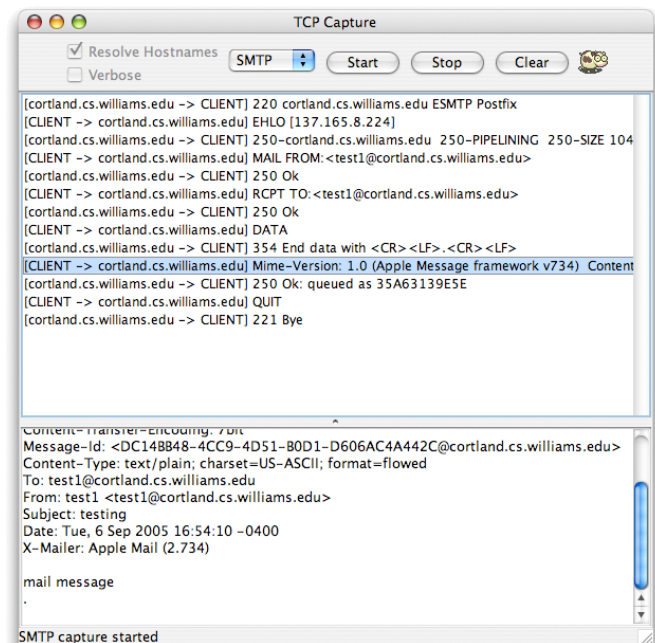 TCP Capture
Resolve Hostnames
Verbose
SMTP
Start
Stop
Clear
[cortland.cs.williams.edu -> CLIENT] 220 cortland.cs.williams.edu ESMTP Postfix
[CLIENT -> cortland.cs.williams.edu] EHLO [137.165.8.224]
[cortland.cs.williams.edu -> CLIENT] 250-cortland.cs.williams.edu  250-PIPELINING  250-SIZE 104
[CLIENT -> cortland.cs.williams.edu] MAIL FROM:<test1@cortland.cs.williams.edu>
[cortland.cs.williams.edu -> CLIENT] 250 Ok
[CLIENT -> cortland.cs.williams.edu] RCPT TO:<test1@cortland.cs.williams.edu>
[cortland.cs.williams.edu -> CLIENT] 250 Ok
[CLIENT -> cortland.cs.williams.edu] DATA
[cortland.cs.williams.edu -> CLIENT] 354 End data with <CR><LF>.<CR><LF>
[CLIENT -> cortland.cs.williams.edu] Mime-Version: 1.0 (Apple Message framework v734)  Content
[cortland.cs.williams.edu -> CLIENT] 250 Ok: queued as 35A63139E5E
[CLIENT -> cortland.cs.williams.edu] QUIT
[cortland.cs.williams.edu -> CLIENT] 221 Bye
Content-Transfer-Encoding: 7bit
Message-Id: <DC14BB48-4CC9-4D51-B0D1-D606AC4A442C@cortland.cs.williams.edu>
Content-Type: text/plain; charset=US-ASCII; format=flowed
To: test1@cortland.cs.williams.edu
From: test1 <test1@cortland.cs.williams.edu>
Subject: testing
Date: Tue, 6 Sep 2005 16:54:10 -0400
X-Mailer: Apple Mail (2.734)
mail message
.
SMTP capture started